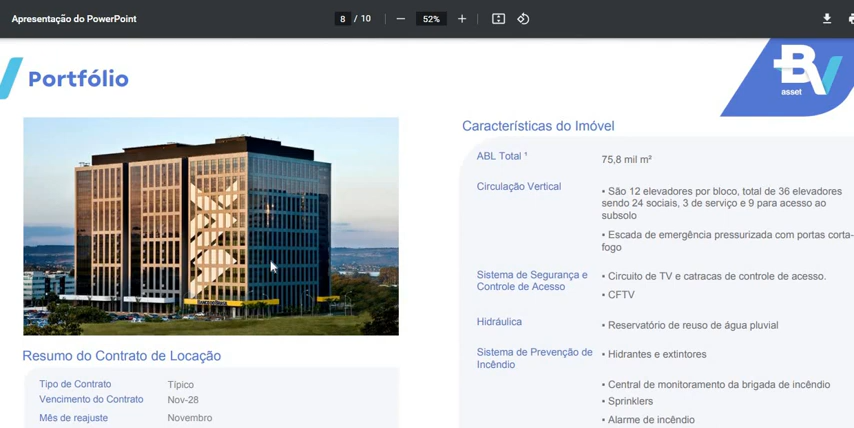 Apresentação do PowerPoint
8 / 10
52%
Portfólio
BV
asset
Características do Imóvel
ABL Total ¹
75,8 mil m²
Circulação Vertical
• São 12 elevadores por bloco, total de 36 elevadores
sendo 24 sociais, 3 de serviço e 9 para acesso ao
subsolo
• Escada de emergência pressurizada com portas corta-
fogo
Sistema de Segurança e
Controle de Acesso
• Circuito de TV e catracas de controle de acesso.
• CFTV
Hidráulica
• Reservatório de reuso de água pluvial
Sistema de Prevenção de
Incêndio
• Hidrantes e extintores
• Central de monitoramento da brigada de incêndio
• Sprinklers
• Alarme de incêndio
Resumo do Contrato de Locação
Tipo de Contrato
Típico
Vencimento do Contrato
Nov-28
Mês de reajuste
Novembro